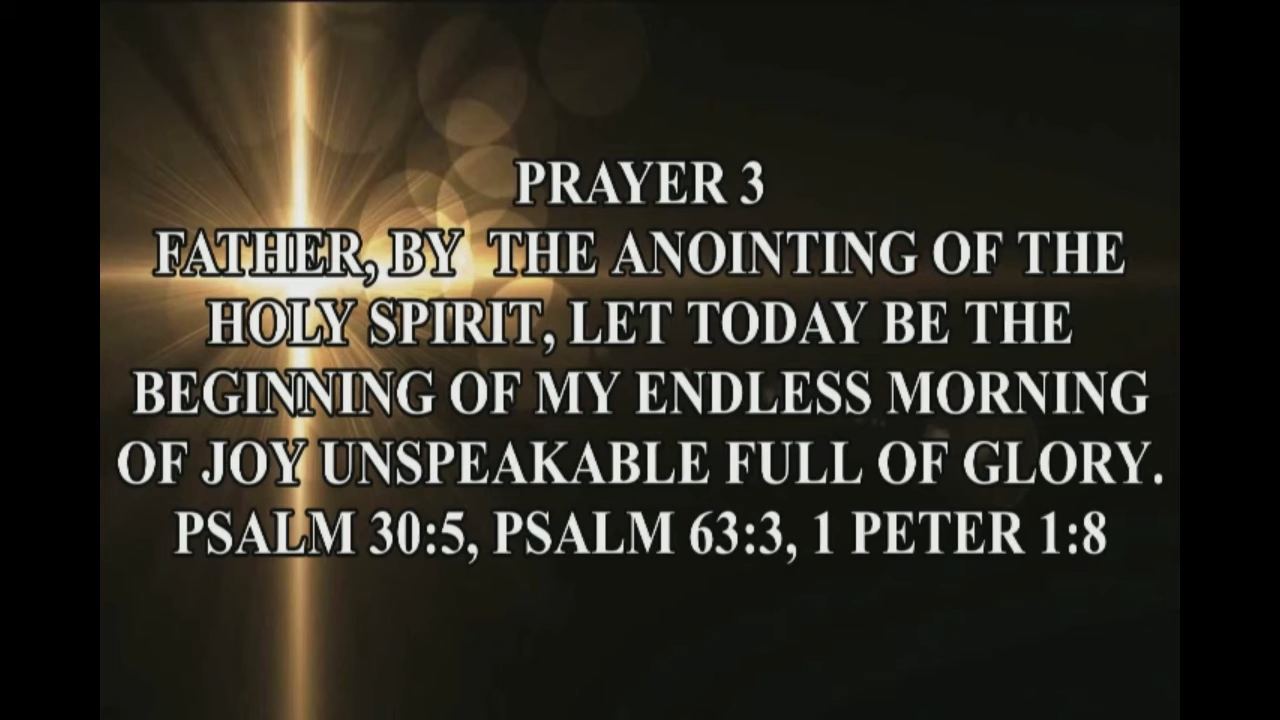 PRAYER 3
FATHER, BY THE ANOINTING OF THE
HOLY SPIRIT, LET TODAY BE THE
BEGINNING OF MY ENDLESS MORNING
OF JOY UNSPEAKABLE FULL OF GLORY.
PSALM 30:5, PSALM 63:3, 1 PETER 1:8